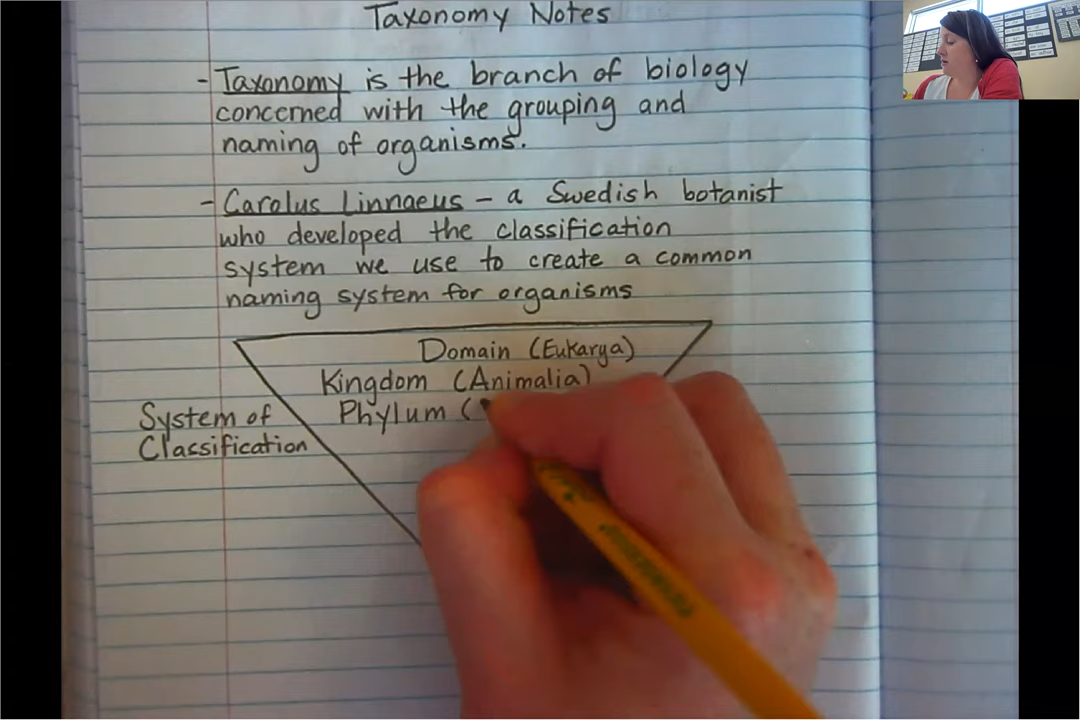 Taxonomy Notes
- Taxonomy is the branch of biology
concerned with the grouping and
naming of organisms.
- Carolus Linnaeus - a Swedish botanist
who developed the classification
system we use to create a common
naming system for organisms
Domain (Eukarya)
Kingdom (Animalia)
Phylum (
System of
Classification